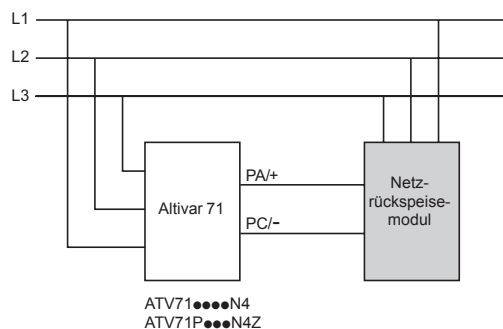 L1
L2
L3
PA/+
Altivar 71
PC/-
Netz-
rückspeise-
modul
ATV71●●●●N4
ATV71P●●●N4Z